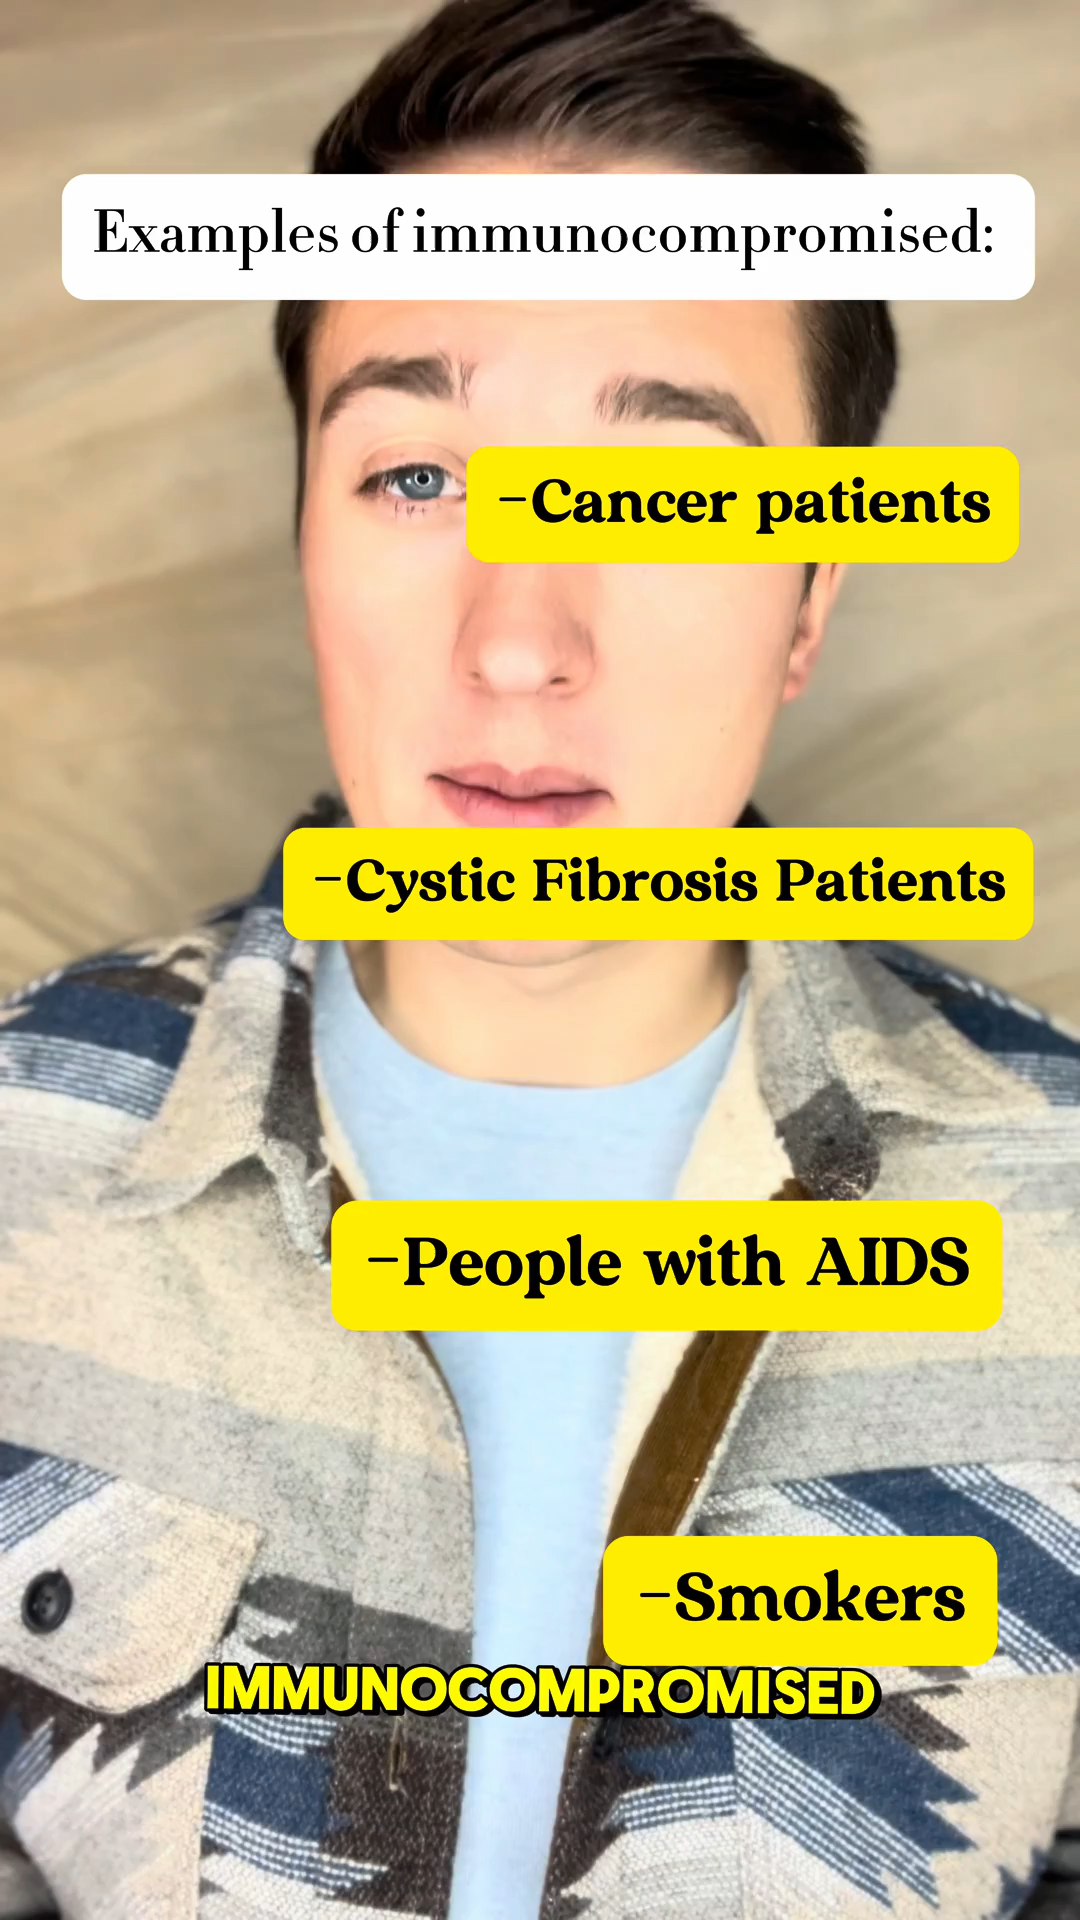 Examples of immunocompromised:
-Cancer patients
-Cystic Fibrosis Patients
-People with AIDS
-Smokers
IMMUNOCOMPROMISED